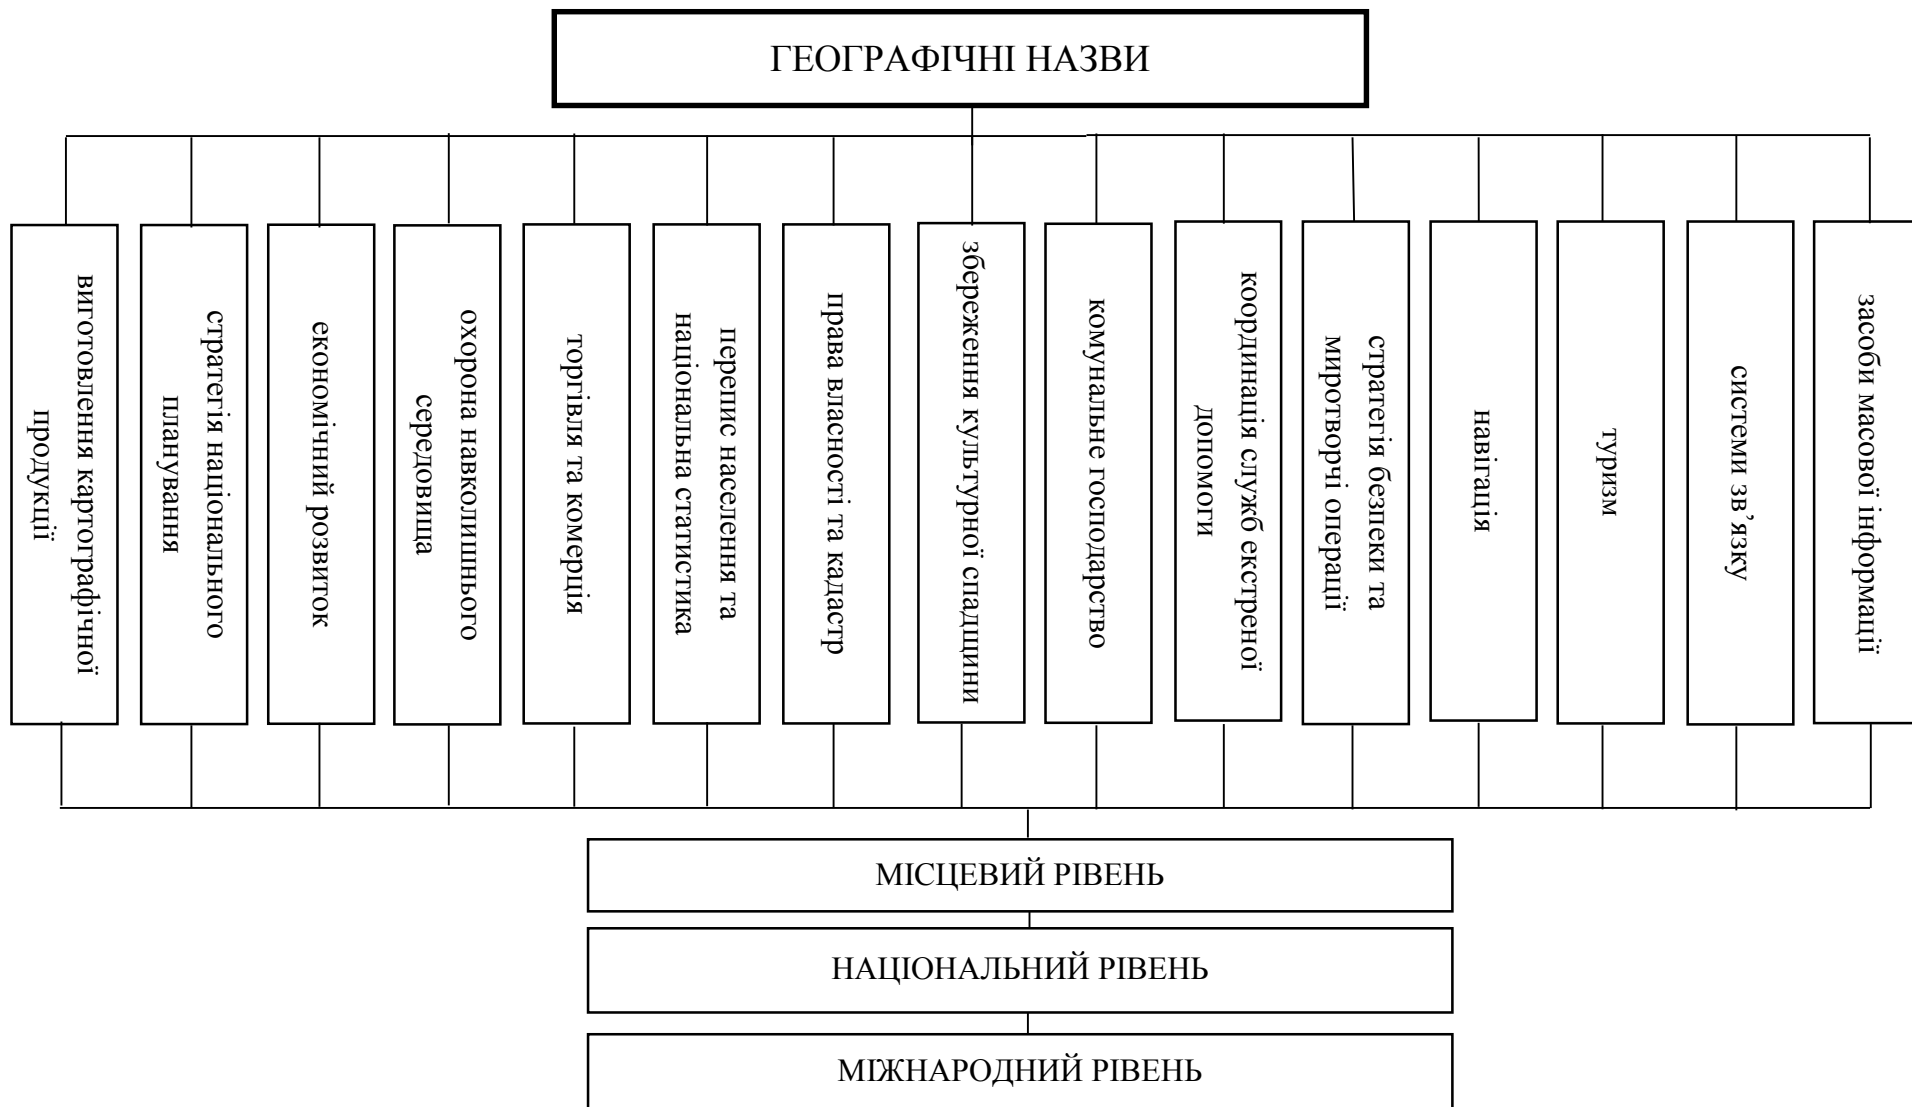 ГЕОГРАФІЧНІ НАЗВИ
виготовлення картографічної
продукції
стратегія національного
планування
економічний розвиток
охорона навколишнього
середовища
торгівля та комерція
перепис населення та
національна статистика
права власності та кадастр
збереження культурної спадщини
комунальне господарство
координація служб екстреної
допомоги
стратегія безпеки та
миротворчі операції
навігація
туризм
системи зв’язку
засоби масової інформації
МІСЦЕВИЙ РІВЕНЬ
НАЦІОНАЛЬНИЙ РІВЕНЬ
МІЖНАРОДНИЙ РІВЕНЬ